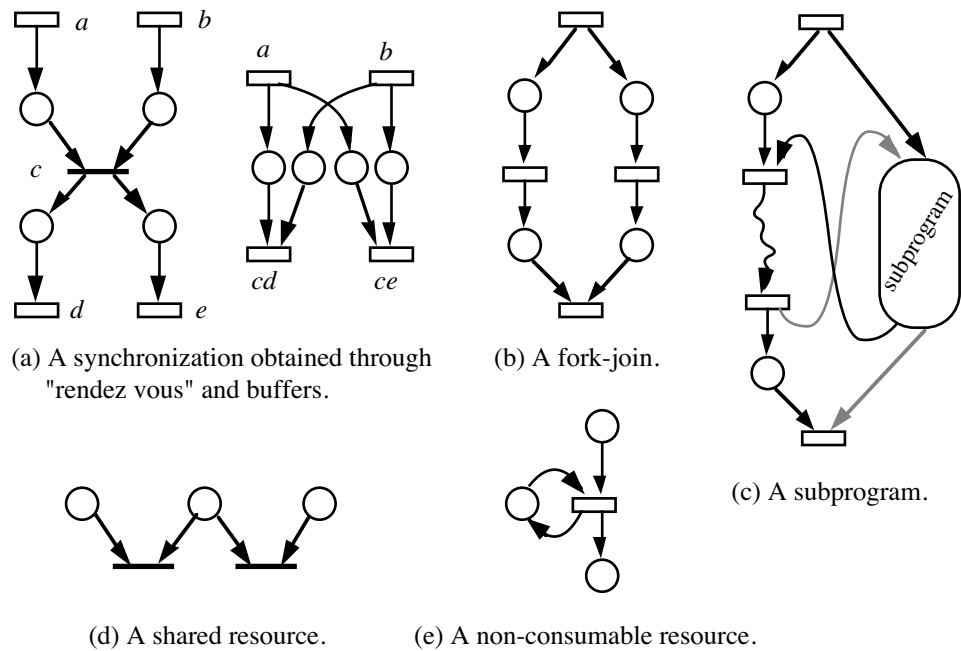 a
b
c
d
e
(a) A synchronization obtained through
"rendez vous" and buffers.
a
b
cd
ce
(b) A fork-join.
subprogram
(c) A subprogram.
(d) A shared resource.
(e) A non-consumable resource.